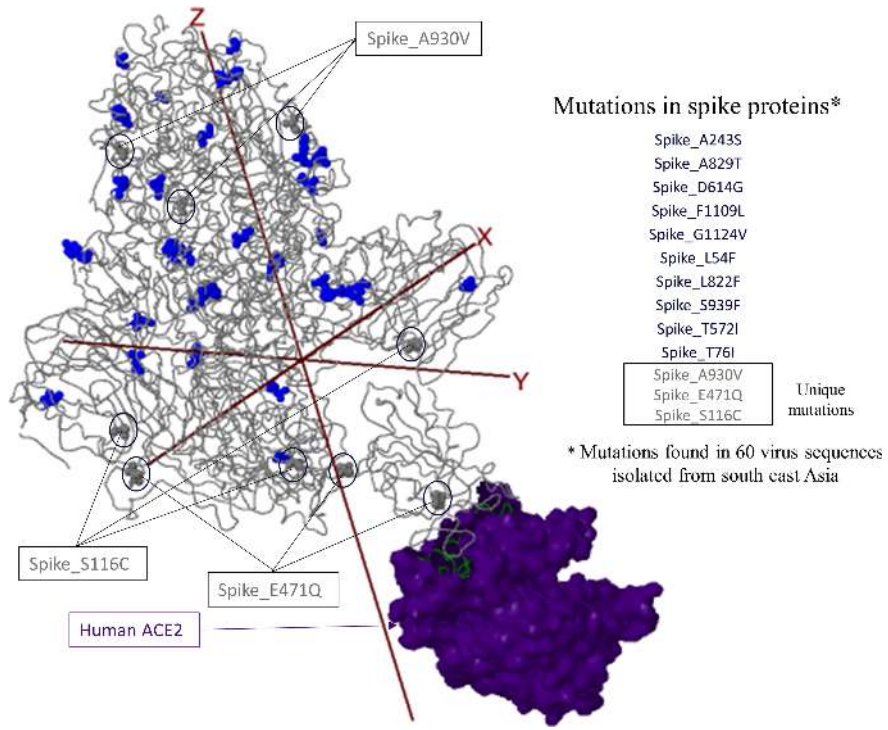 Z
Spike_A930V
X
Y
Spike_S116C
Spike_E471Q
Human ACE2
Mutations in spike proteins*
Spike_A243S
Spike_A829T
Spike_D614G
Spike_F1109L
Spike_G1124V
Spike_L54F
Spike_L822F
Spike_5939F
Spike_T572I
Spike_T76I
Spike_A930V
Spike_E471Q
Spike_S116C
Unique
mutations
* Mutations found in 60 virus sequences
isolated from south east Asia